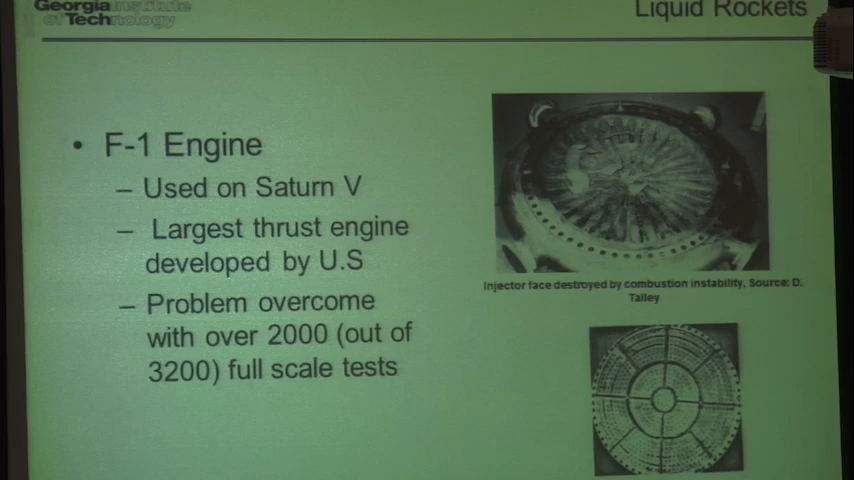 Georgia Institute
of Technology
Liquid Rockets
• F-1 Engine
– Used on Saturn V
– Largest thrust engine
developed by U.S
– Problem overcome
with over 2000 (out of
3200) full scale tests
Injector face destroyed by combustion instability, Source: D.
Talley